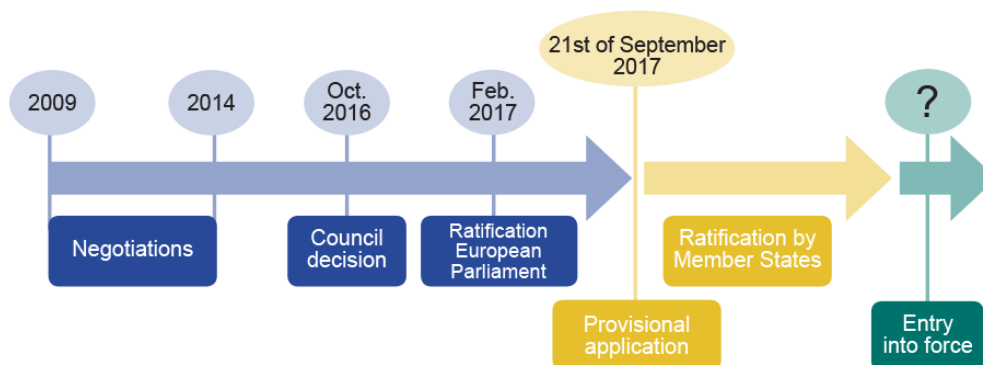 21st of September
2017
2009
2014
Oct.
2016
Feb.
2017
?
Negotiations
Council
decision
Ratification
European
Parliament
Ratification by
Member States
Provisional
application
Entry
into force